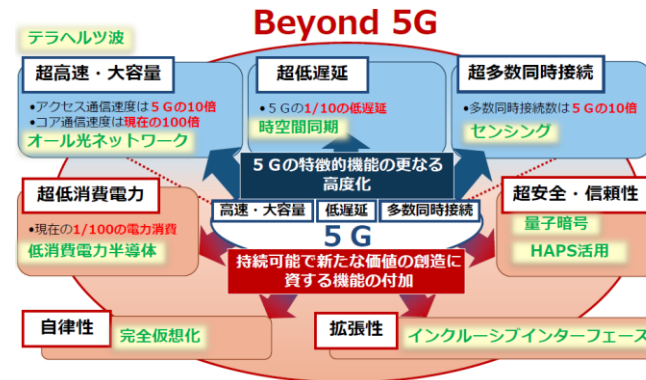 Beyond 5G
テラヘルツ波
超高速・大容量
•アクセス通信速度は5Gの10倍
•コア通信速度は現在の100倍
オール光ネットワーク
超低遅延
•5Gの1/10の低遅延
時空間同期
超多数同時接続
•多数同時接続数は5Gの10倍
センシング
5Gの特徴的機能の更なる
高度化
超低消費電力
•現在の1/100の電力消費
低消費電力半導体
高速・大容量 低遅延 多数同時接続
5G
超安全・信頼性
量子暗号
HAPS活用
持続可能で新たな価値の創造に
資する機能の付加
自律性
完全仮想化
拡張性
インクルーシブインターフェース